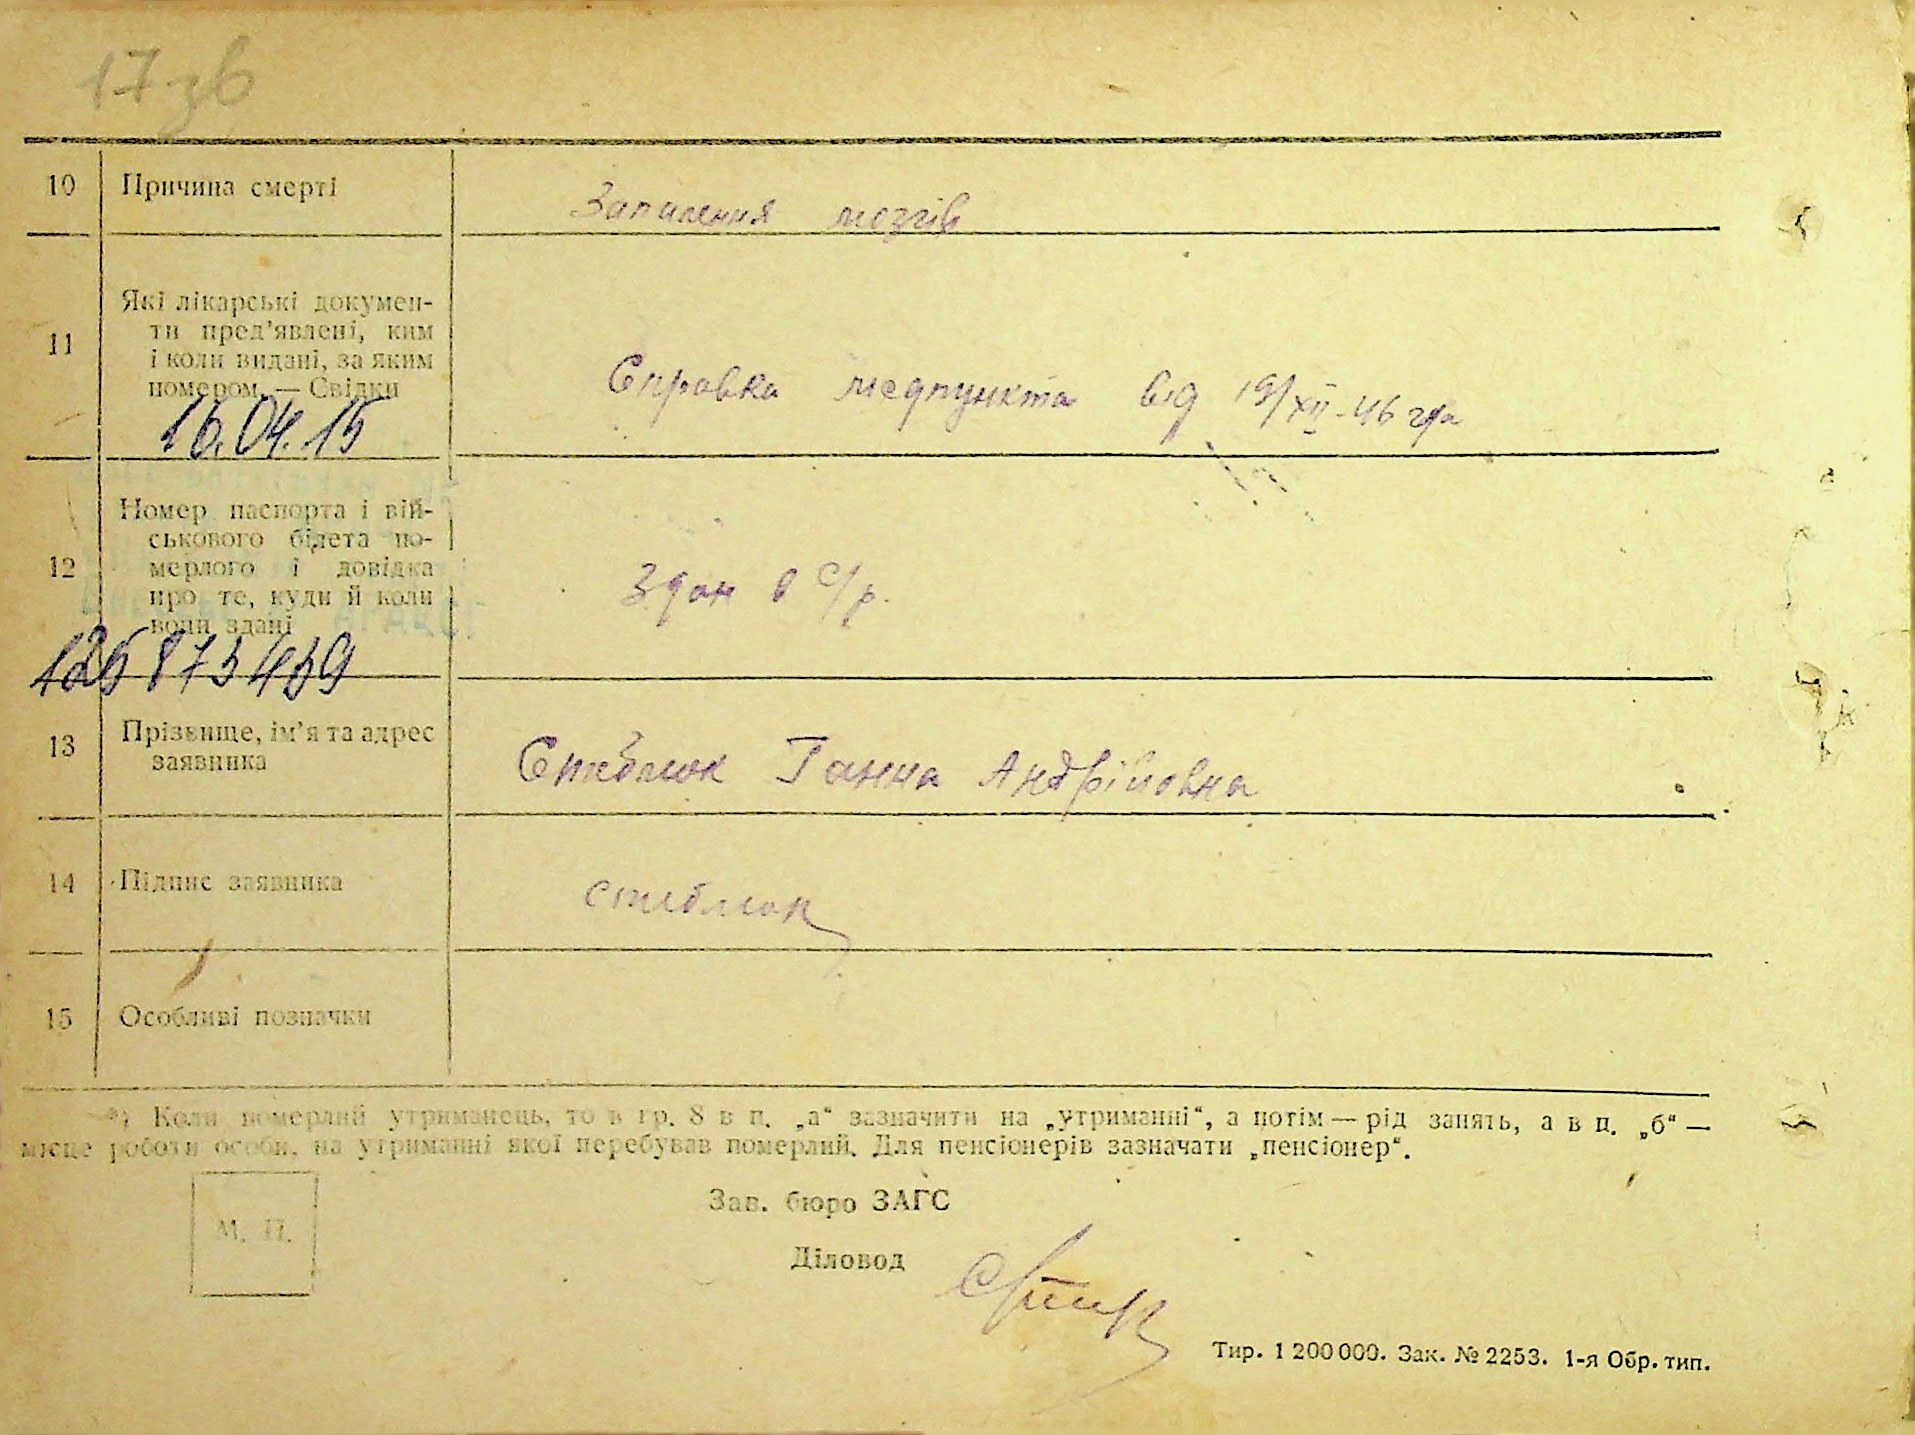 17 зв
10 Причина смерті Запалення мозгів
11 Які лікарські докумен-
ти пред'явлені, ким
і коли видані, за яким
номером. — Свідки
Справка медпункта від 19/XII-46 г/a
16.04.15
Номер паспорта і вій-
ськового білета по-
12 мерлого і довідка
про те, куди й коли
вони здані
Здан в с/р.
13 Прізвище, ім'я та адрес
заявника
Стеблюк Ганна Андрійовна
14 Підпис заявника стеблюк
15 Особливі позначки
*) Коли померлий утриманець, то в гр. 8 в п. „а“ зазначити на „утриманні“, а потім — рід занять, а в п. „б“ —
місце роботи особи, на утриманні якої перебував померлий. Для пенсіонерів зазначати „пенсіонер“.
М. П.
Зав. бюро ЗАГС
Діловод
Тир. 1 200 000. Зак. № 2253. 1-я Обр. тип.